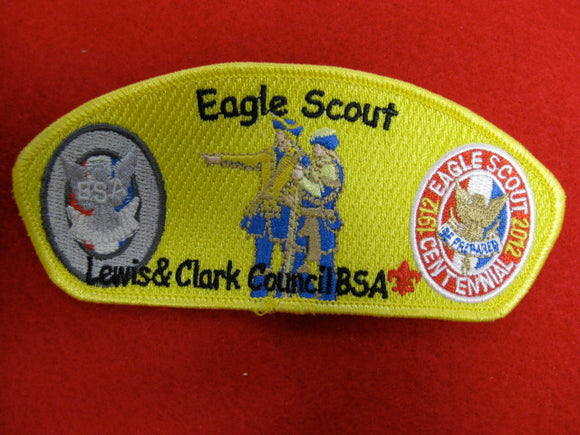 Eagle Scout
BSA
EAGLE SCOUT
1912 2012
BE PREPARED
CENTENNIAL
Lewis & Clark Council BSA